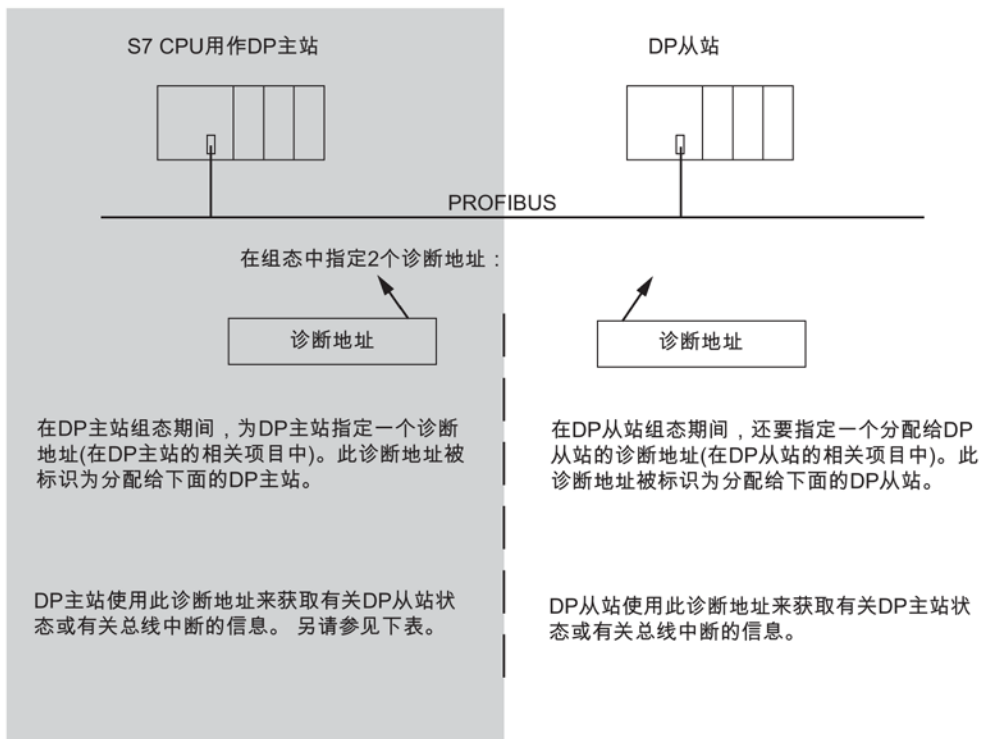 S7 CPU用作DP主站
DP从站
PROFIBUS
在组态中指定2个诊断地址：
诊断地址
诊断地址
在DP主站组态期间，为DP主站指定一个诊断
地址(在DP主站的相关项目中)。此诊断地址被
标识为分配给下面的DP主站。
在DP从站组态期间，还要指定一个分配给DP
从站的诊断地址(在DP从站的相关项目中)。此
诊断地址被标识为分配给下面的DP从站。
DP主站使用此诊断地址来获取有关DP从站状
态或有关总线中断的信息。 另请参见下表。
DP从站使用此诊断地址来获取有关DP主站状
态或有关总线中断的信息。